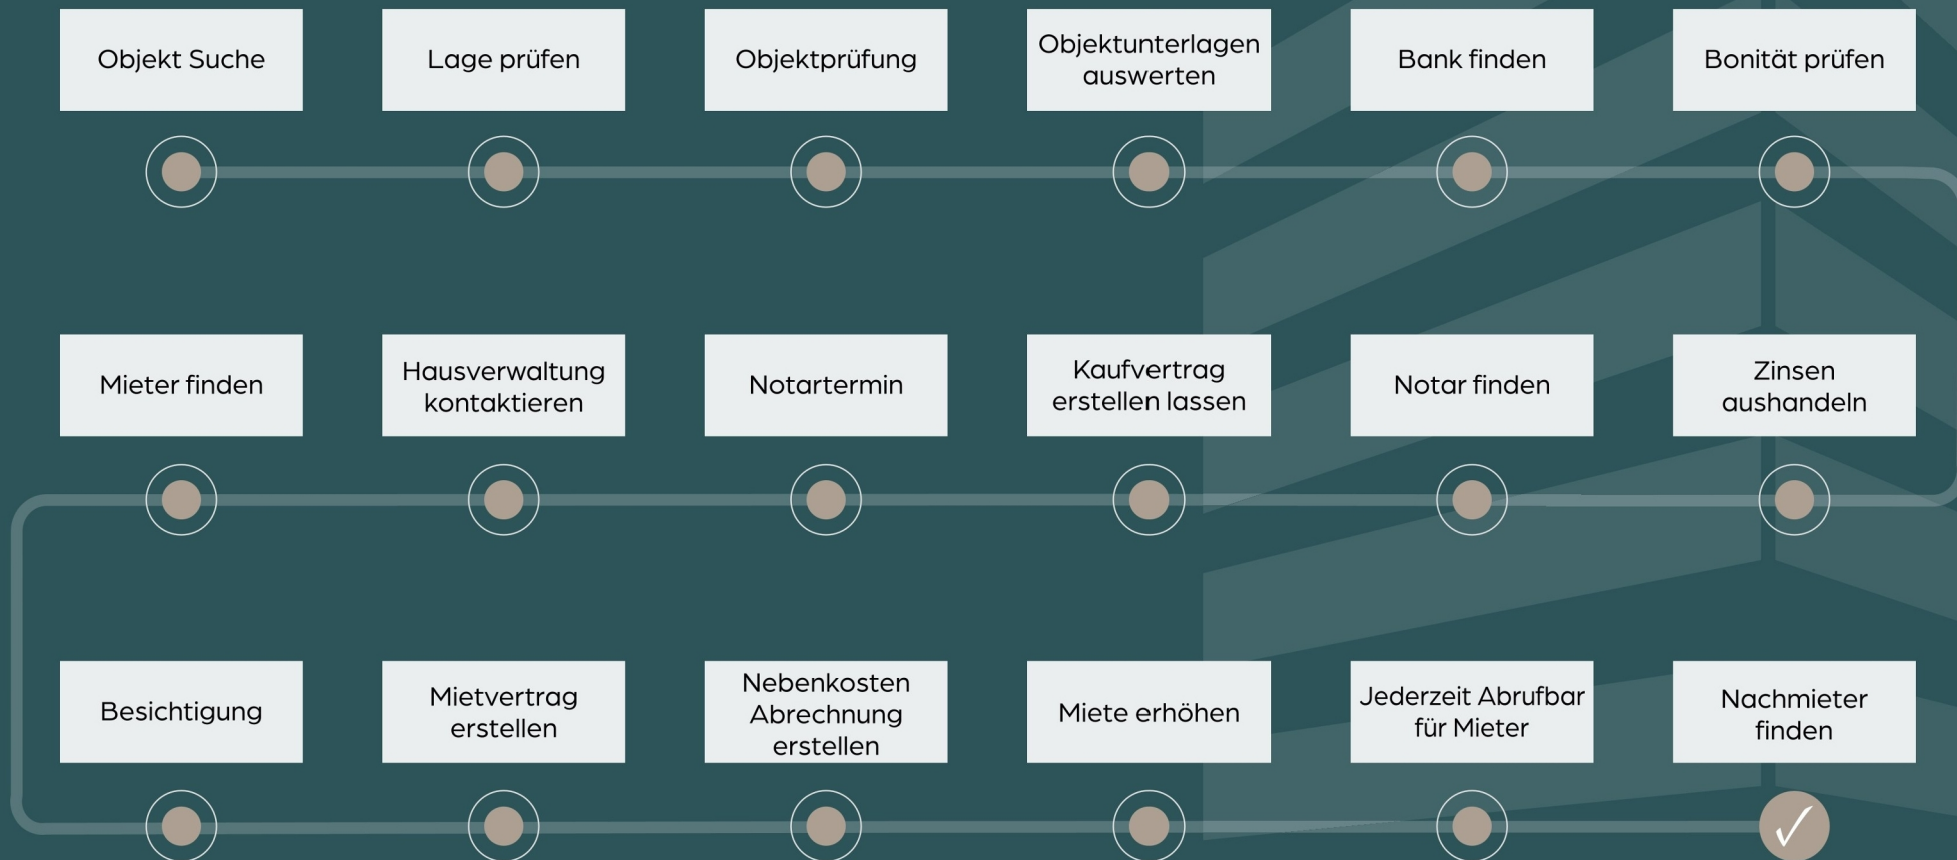 Objekt Suche
Lage prüfen
Objektprüfung
Objektunterlagen
auswerten
Bank finden
Bonität prüfen
Mieter finden
Hausverwaltung
kontaktieren
Notartermin
Kaufvertrag
erstellen lassen
Notar finden
Zinsen
aushandeln
Besichtigung
Mietvertrag
erstellen
Nebenkosten
Abrechnung
erstellen
Miete erhöhen
Jederzeit Abrufbar
für Mieter
Nachmieter
finden